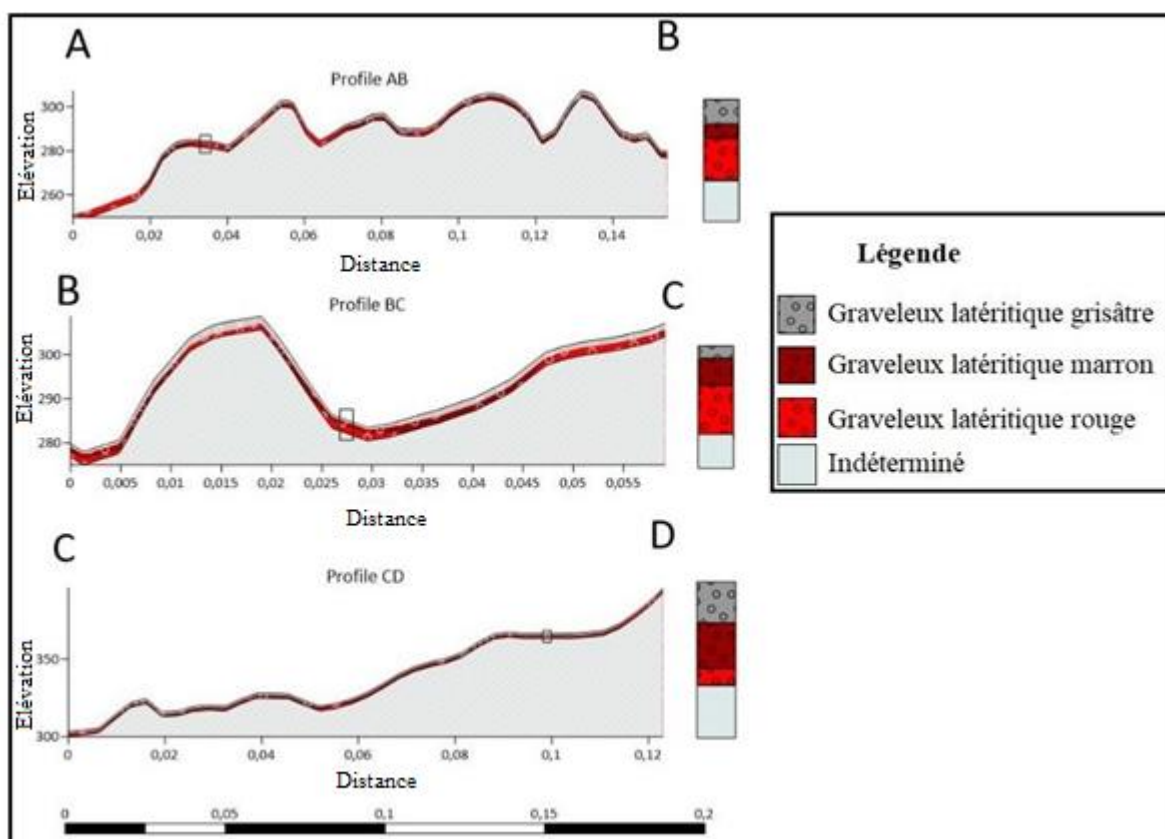 A
B
Profile AB
Elévation
300
280
260
0 0,02 0,04 0,06 0,08 0,1 0,12 0,14
Distance
B
C
Profile BC
Elévation
300
290
280
0 0,005 0,01 0,015 0,02 0,025 0,03 0,035 0,04 0,045 0,05 0,055
Distance
C
D
Profile CD
Elévation
350
300
0 0,02 0,04 0,06 0,08 0,1 0,12
Distance
0 0,05 0,1 0,15 0,2
Légende
Graveleux latéritique grisâtre
Graveleux latéritique marron
Graveleux latéritique rouge
Indéterminé